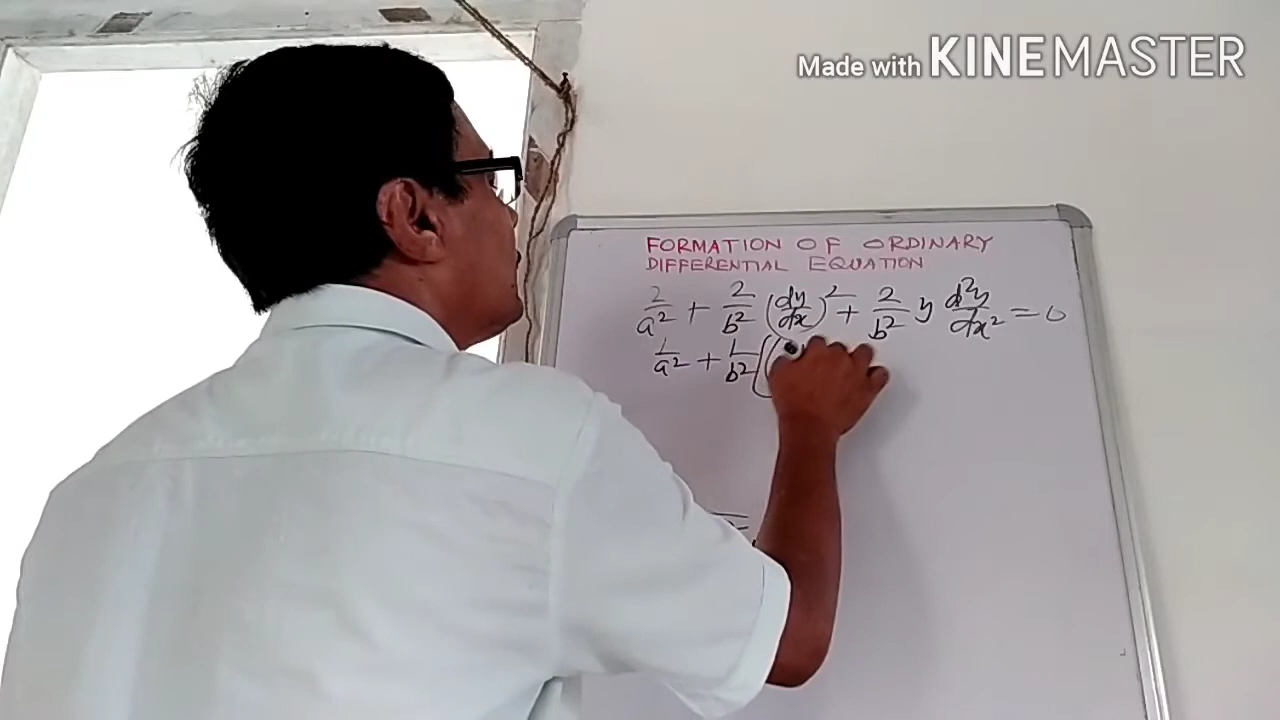 Made with KINEMASTER
FORMATION OF ORDINARY
DIFFERENTIAL EQUATION
2/a² + 2/b² (dy/dx)² + 2/b² y d²y/dx² = 0
1/a² + 1/b² ((